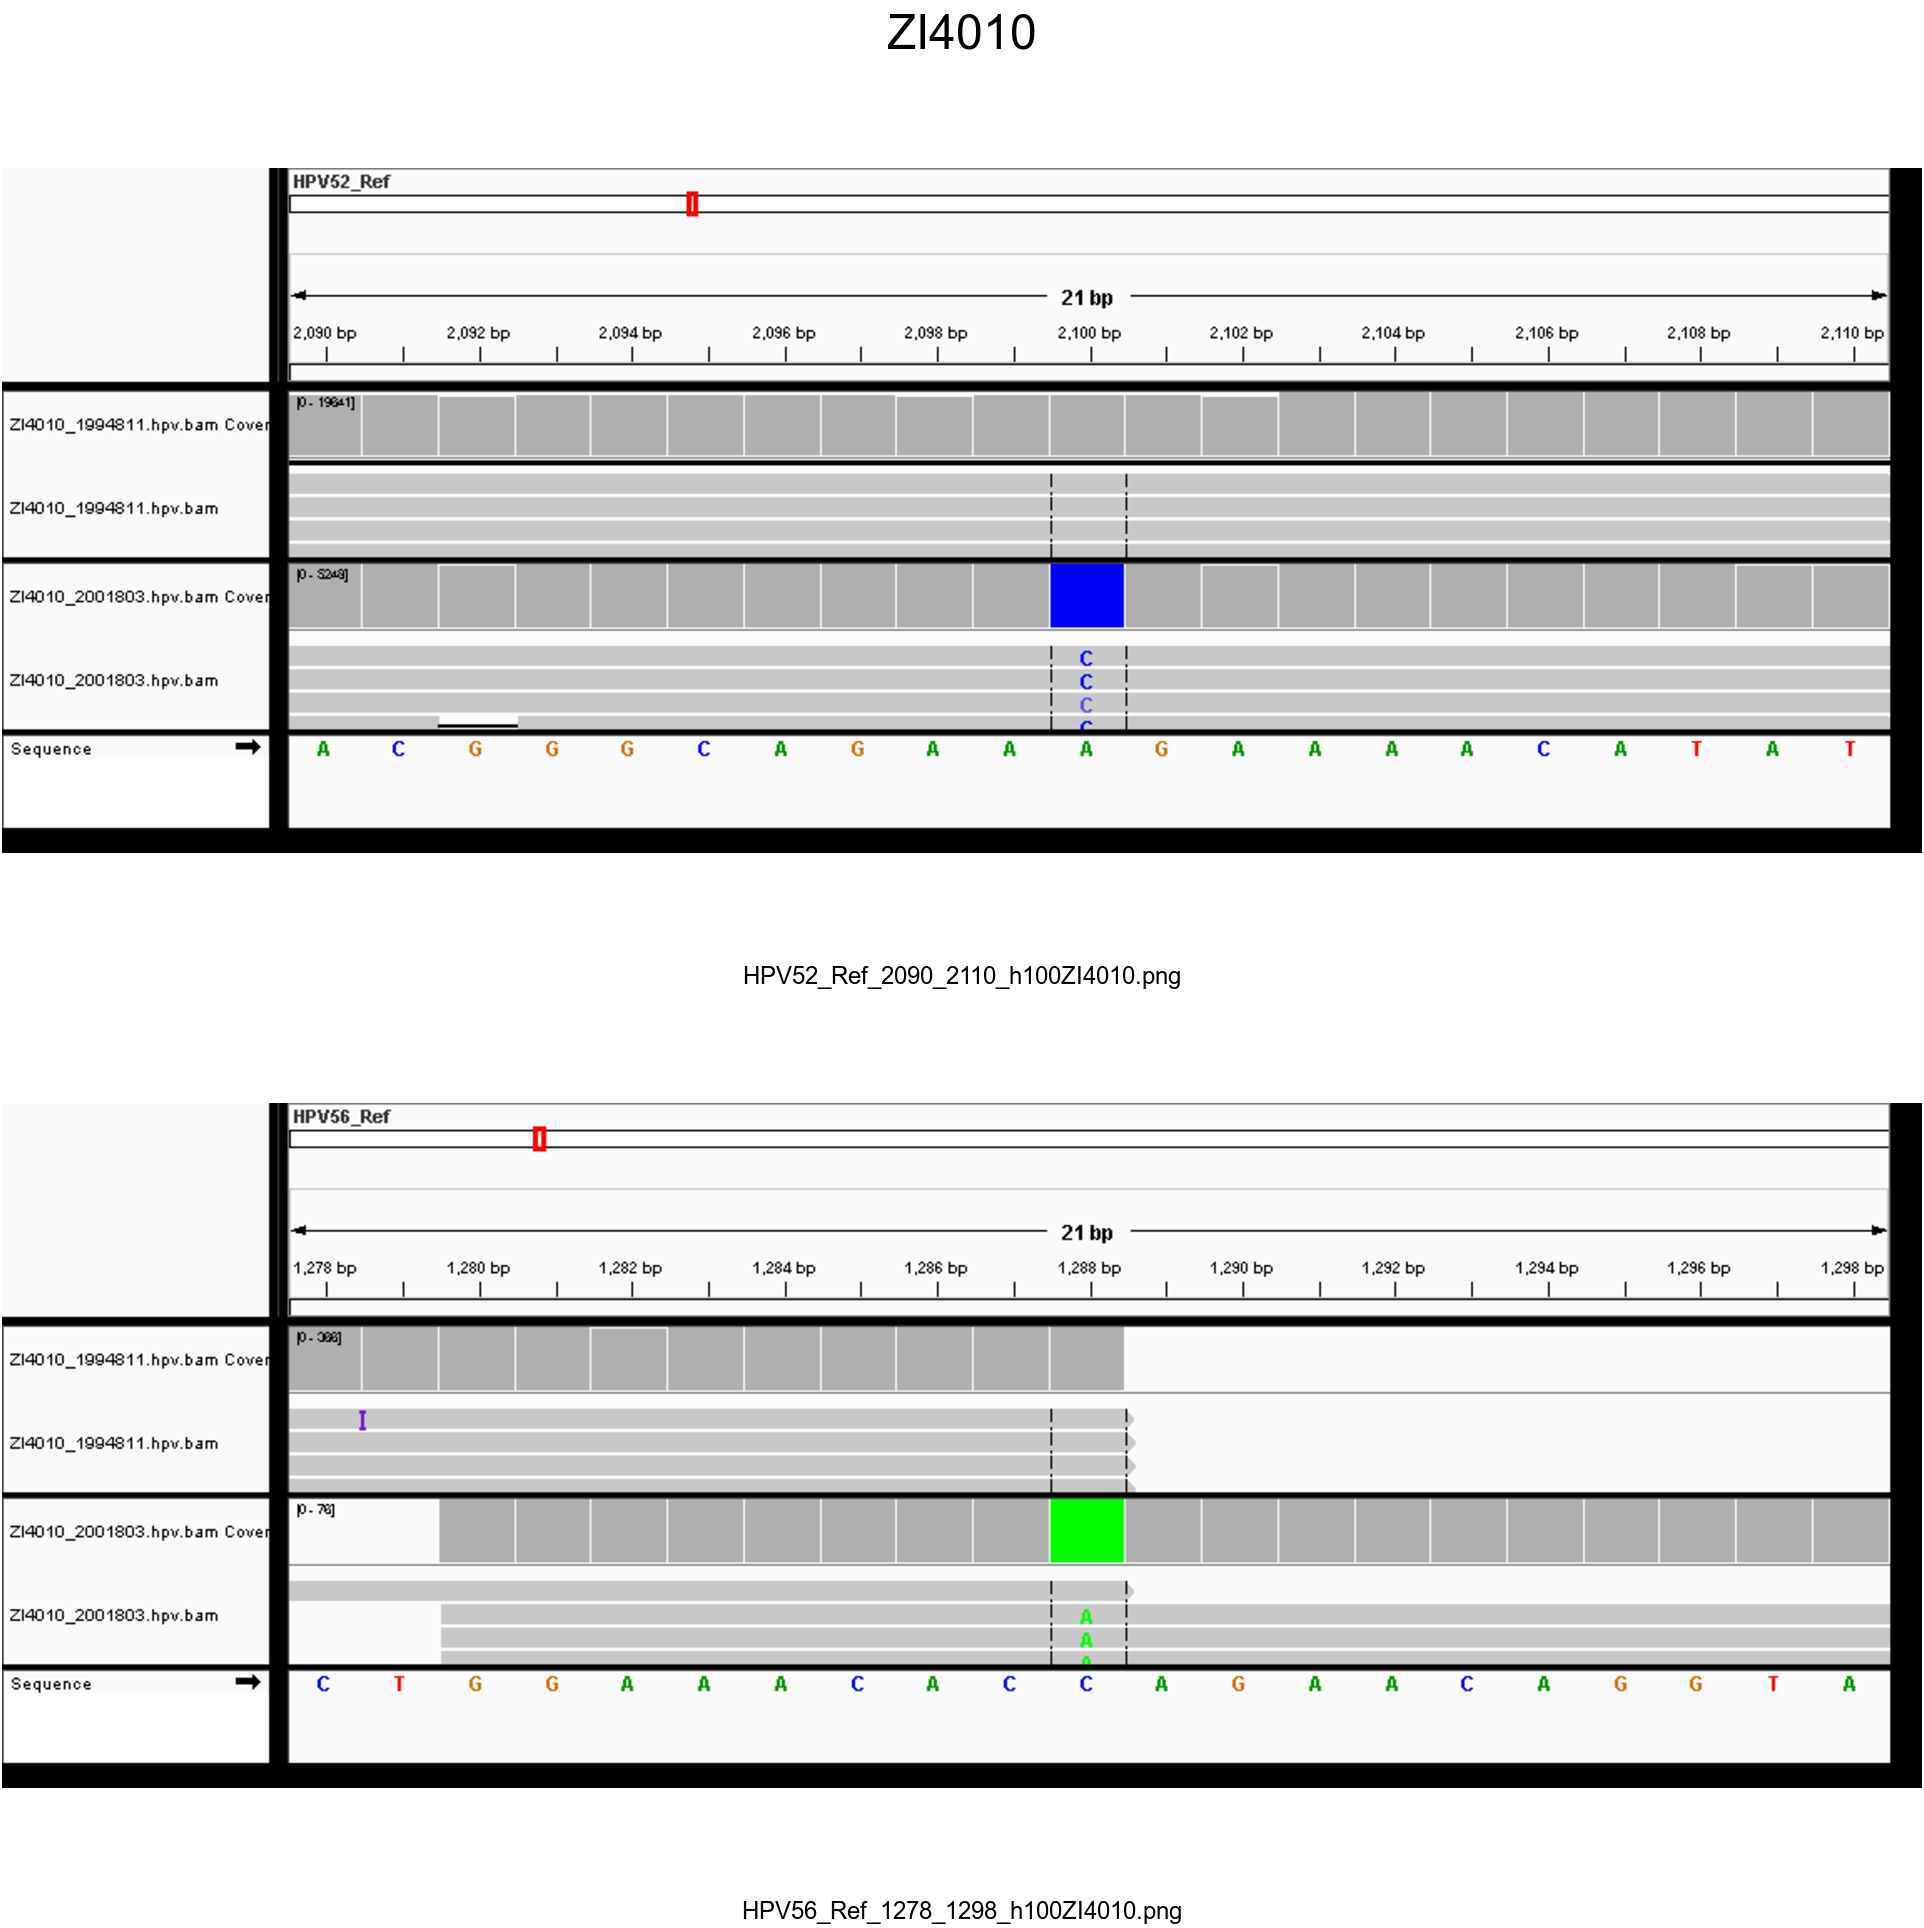 ZI4010
HPV52_Ref
21 bp
2,090 bp 2,092 bp 2,094 bp 2,096 bp 2,098 bp 2,100 bp 2,102 bp 2,104 bp 2,106 bp 2,108 bp 2,110 bp
ZI4010_1994811.hpv.bam Cover [0 - 19641]
ZI4010_1994811.hpv.bam
ZI4010_2001803.hpv.bam Cover [0 - 5248]
C
C
ZI4010_2001803.hpv.bam
C
C
Sequence A C G G G C A G A A A G A A A A C A T A T
HPV52_Ref_2090_2110_h100ZI4010.png
HPV56_Ref
21 bp
1,278 bp 1,280 bp 1,282 bp 1,284 bp 1,286 bp 1,288 bp 1,290 bp 1,292 bp 1,294 bp 1,296 bp 1,298 bp
ZI4010_1994811.hpv.bam Cover [0 - 366]
I
ZI4010_1994811.hpv.bam
ZI4010_2001803.hpv.bam Cover [0 - 76]
ZI4010_2001803.hpv.bam A
A
A
Sequence C T G G A A A C A C C A G A A C A G G T A
HPV56_Ref_1278_1298_h100ZI4010.png